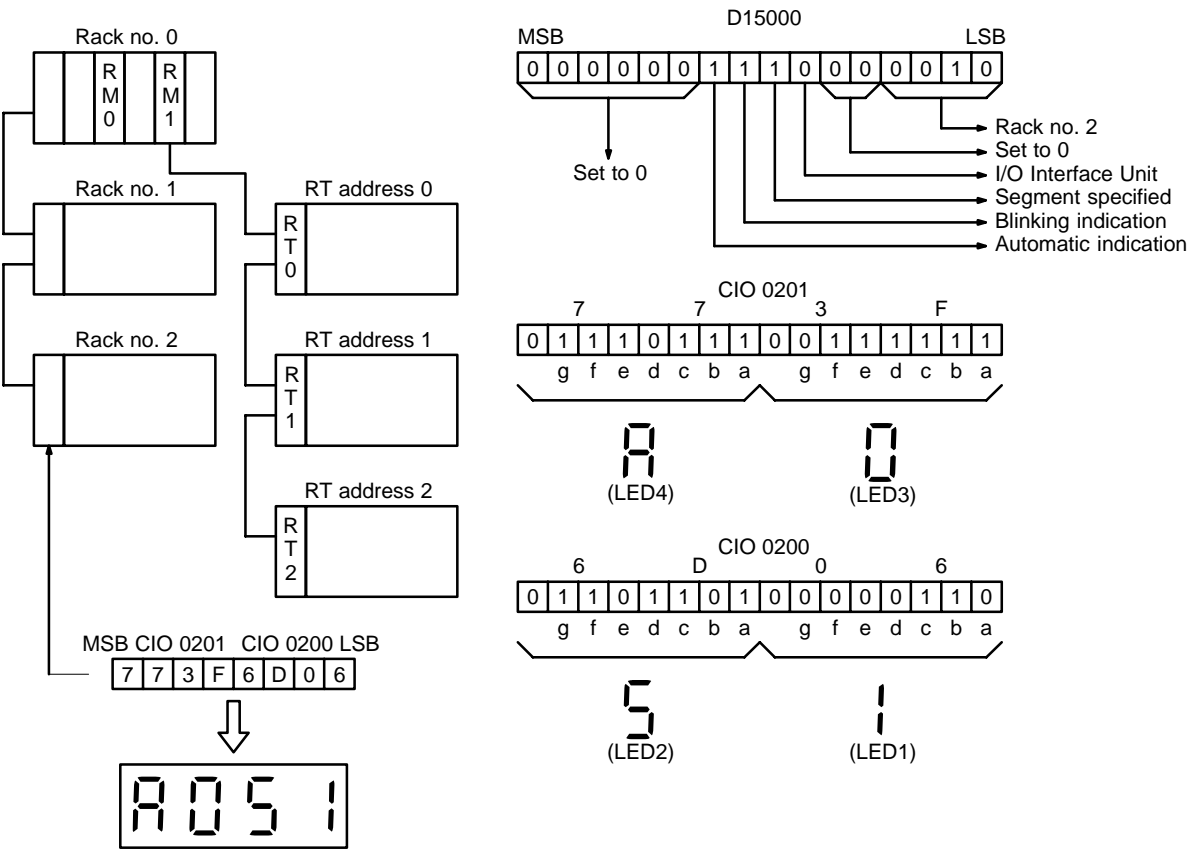 Rack no. 0
R M 0
R M 1
Rack no. 1
Rack no. 2
RT address 0
R T 0
RT address 1
R T 1
RT address 2
R T 2
MSB CIO 0201 CIO 0200 LSB
7 7 3 F 6 D 0 6
A 0 5 1
D15000
MSB LSB
0 0 0 0 0 0 1 1 1 0 0 0 0 0 1 0
Set to 0
Rack no. 2
Set to 0
I/O Interface Unit
Segment specified
Blinking indication
Automatic indication
CIO 0201
7 7 3 F
0 1 1 1 0 1 1 1 0 0 1 1 1 1 1 1
g f e d c b a g f e d c b a
A 0
(LED4) (LED3)
CIO 0200
6 D 0 6
0 1 1 0 1 1 0 1 0 0 0 0 0 1 1 0
g f e d c b a g f e d c b a
5 1
(LED2) (LED1)